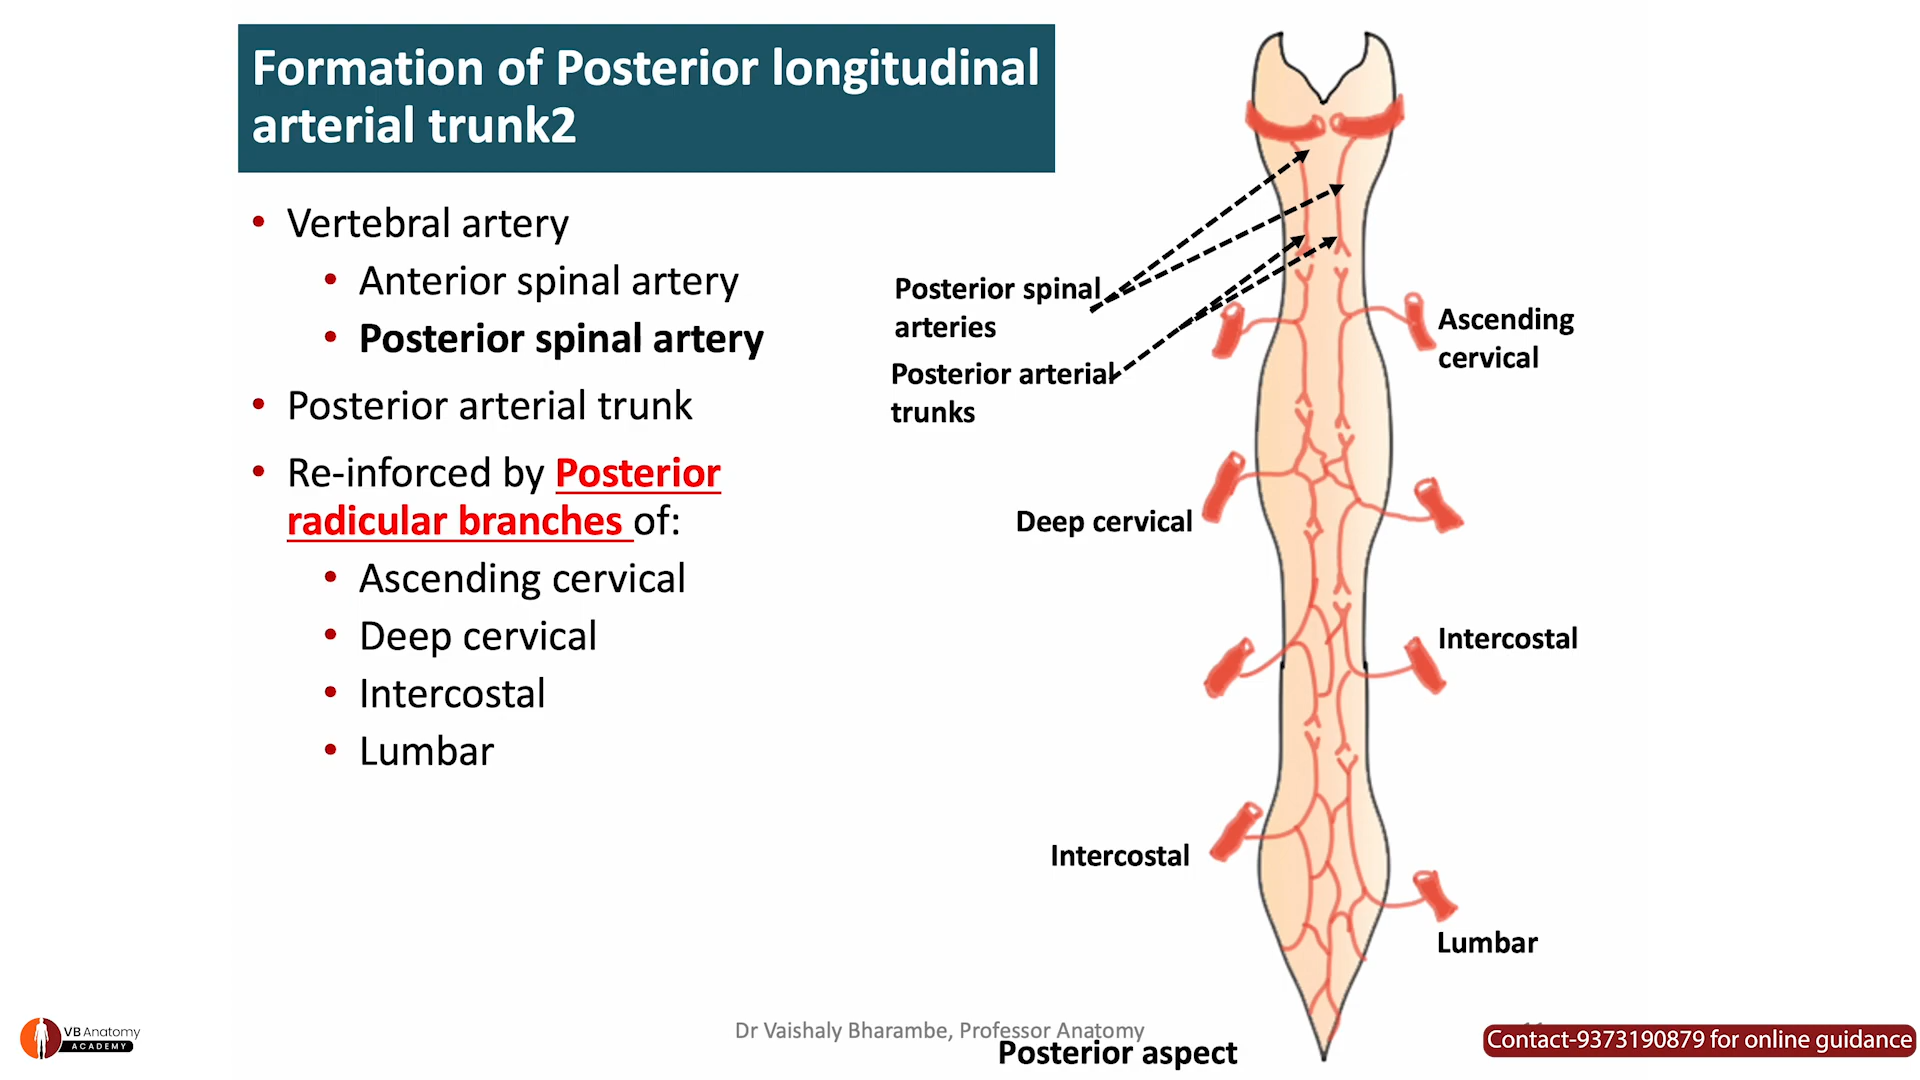 Formation of Posterior longitudinal
arterial trunk2
• Vertebral artery
• Anterior spinal artery
• Posterior spinal artery
• Posterior arterial trunk
• Re-inforced by Posterior
radicular branches of:
• Ascending cervical
• Deep cervical
• Intercostal
• Lumbar
Posterior spinal
arteries
Posterior arterial
trunks
Ascending
cervical
Deep cervical
Intercostal
Intercostal
Lumbar
Posterior aspect
Dr Vaishaly Bharambe, Professor Anatomy
VB Anatomy
ACADEMY
Contact-9373190879 for online guidance